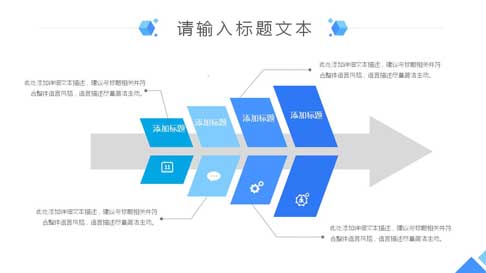 请输入标题文本
此处添加详细文本描述，建议与标题相关并符
合整体语言风格，语言描述尽量简洁生动。
此处添加详细文本描述，建议与标题相关并符
合整体语言风格，语言描述尽量简洁生动。
添加标题
添加标题
添加标题
添加标题
11
此处添加详细文本描述，建议与标题相关并符
合整体语言风格，语言描述尽量简洁生动。
此处添加详细文本描述，建议与标题相关并符
合整体语言风格，语言描述尽量简洁生动。